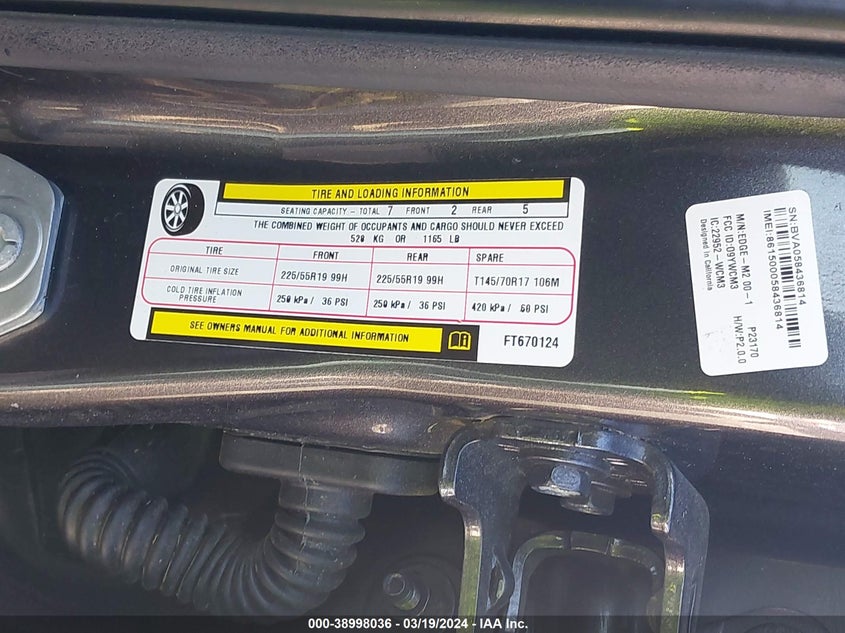 TIRE AND LOADING INFORMATION
SEATING CAPACITY - TOTAL 7 FRONT 2 REAR 5
THE COMBINED WEIGHT OF OCCUPANTS AND CARGO SHOULD NEVER EXCEED
528 KG OR 1165 LB
TIRE FRONT REAR SPARE
ORIGINAL TIRE SIZE 225/55R19 99H 225/55R19 99H T145/70R17 106M
COLD TIRE INFLATION PRESSURE 250 kPa / 36 PSI 250 kPa / 36 PSI 420 kPa / 60 PSI
SEE OWNERS MANUAL FOR ADDITIONAL INFORMATION
FT670124
SN:BVA058436814
IMEI:861500058436814
P23170
M/N:EDGE-M2.00-1 H/W:P2.0.0
FCC ID:O9YWCM3
IC:22952-WCM3
Designed in California
000-38998036 - 03/19/2024 - IAA Inc.